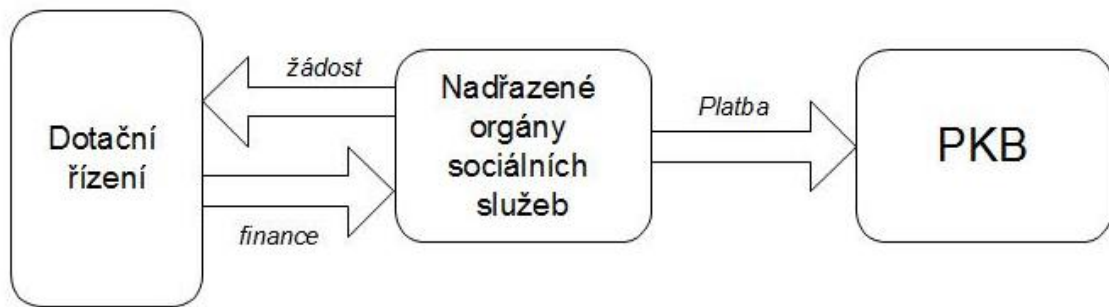 Dotační
řízení
žádost
finance
Nadřazené
orgány
sociálních
služeb
Platba
PKB